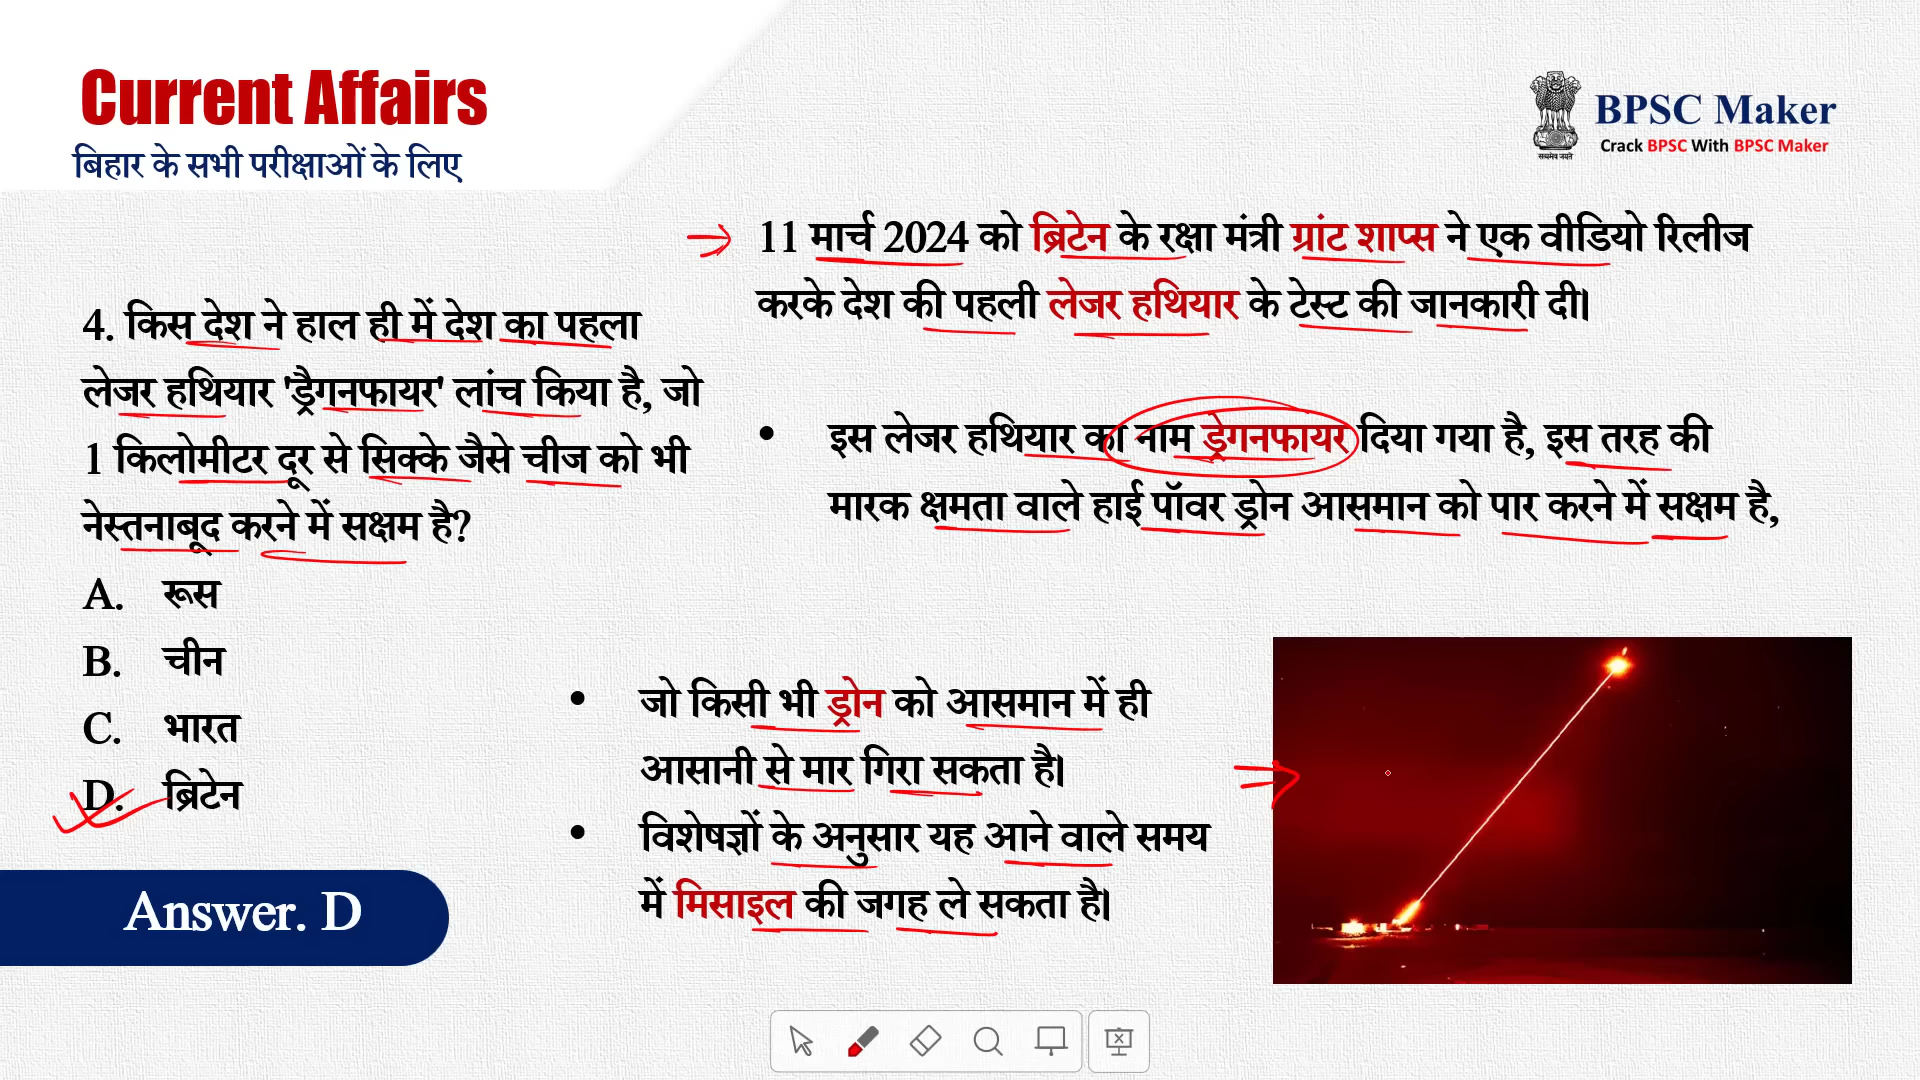 Current Affairs
बिहार के सभी परीक्षाओं के लिए
BPSC Maker
Crack BPSC With BPSC Maker
सत्यमेव जयते
4. किस देश ने हाल ही में देश का पहला
लेजर हथियार 'ड्रैगनफायर' लांच किया है, जो
1 किलोमीटर दूर से सिक्के जैसे चीज को भी
नेस्तनाबूद करने में सक्षम है?
A. रूस
B. चीन
C. भारत
D. ब्रिटेन
Answer. D
11 मार्च 2024 को ब्रिटेन के रक्षा मंत्री ग्रांट शाप्स ने एक वीडियो रिलीज
करके देश की पहली लेजर हथियार के टेस्ट की जानकारी दी।
• इस लेजर हथियार का नाम ड्रेगनफायर दिया गया है, इस तरह की
मारक क्षमता वाले हाई पॉवर ड्रोन आसमान को पार करने में सक्षम है,
• जो किसी भी ड्रोन को आसमान में ही
आसानी से मार गिरा सकता है।
• विशेषज्ञों के अनुसार यह आने वाले समय
में मिसाइल की जगह ले सकता है।